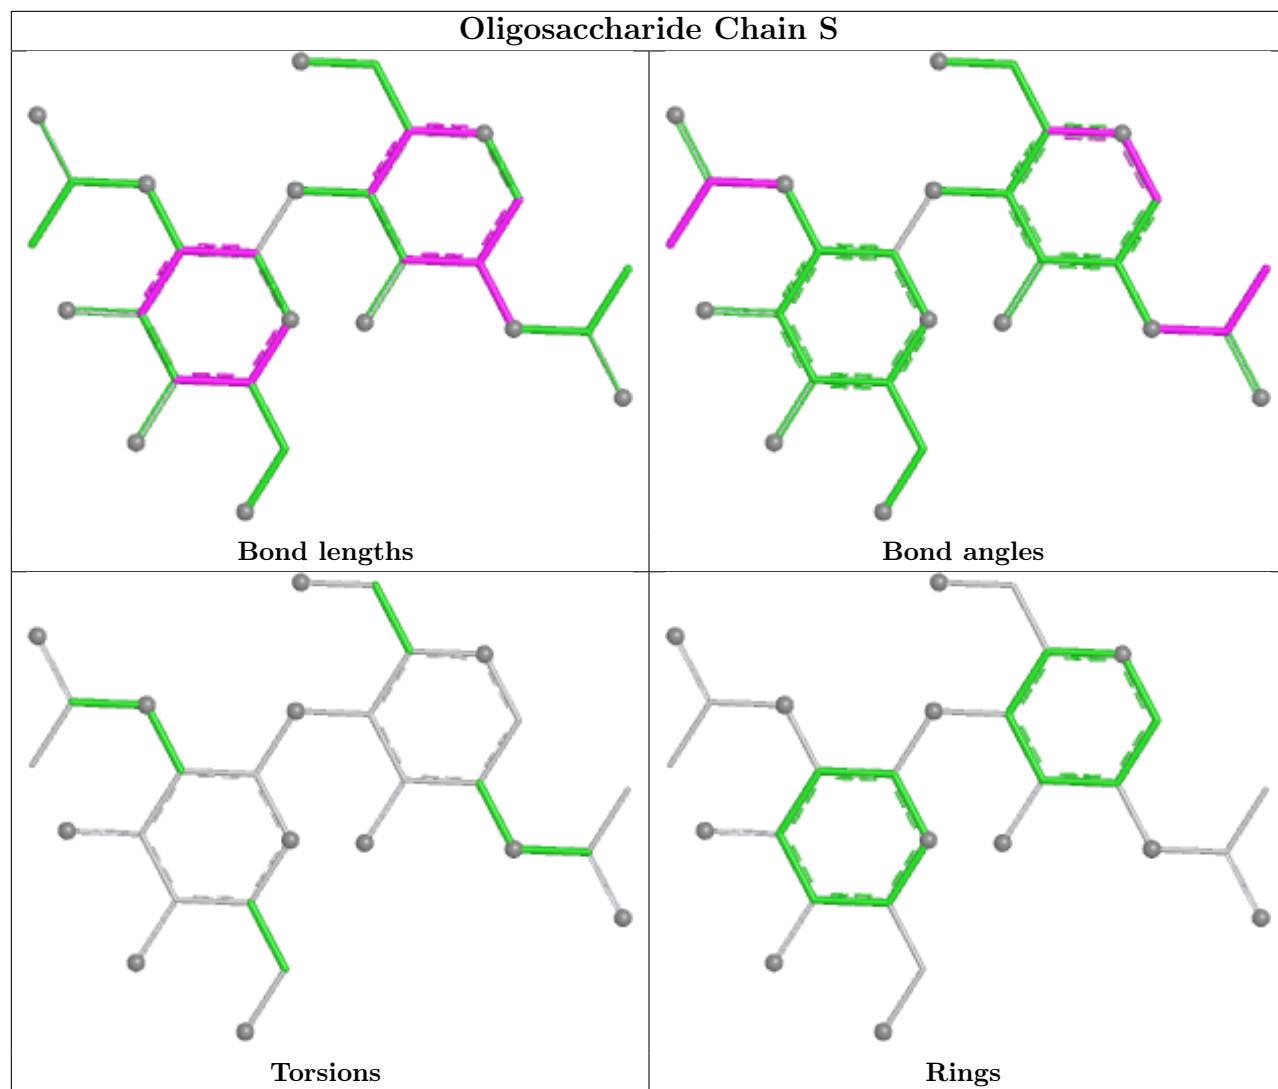 Oligosaccharide Chain S
Bond lengths
Bond angles
Torsions
Rings